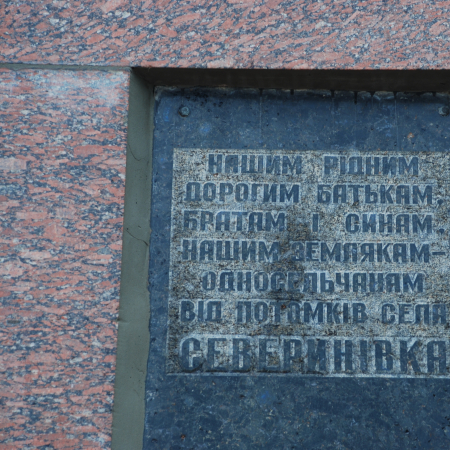 НАШИМ РІДНИМ
ДОРОГИМ БАТЬКАМ,
БРАТАМ І СИНАМ,
НАШИМ ЗЕМЛЯКАМ-
ОДНОСЕЛЬЧАНАМ
ВІД ПОТОМКІВ СЕЛА
СЕВЕРИНІВКА